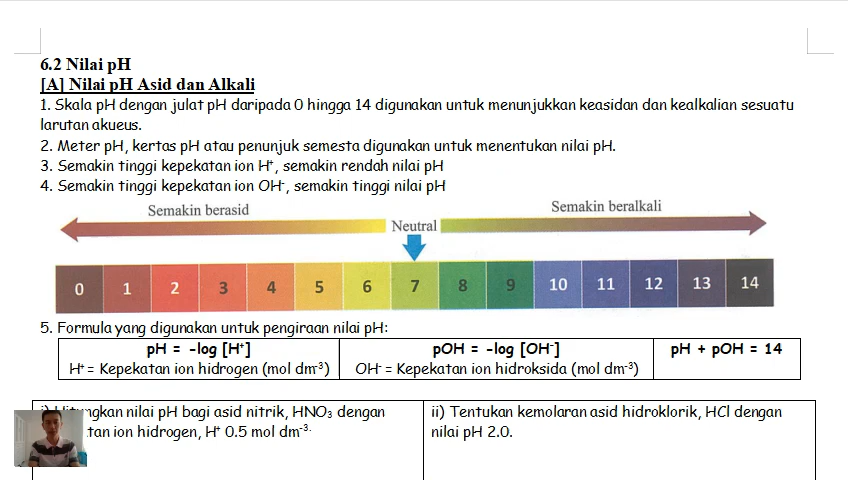 6.2 Nilai pH
[A] Nilai pH Asid dan Alkali
1. Skala pH dengan julat pH daripada 0 hingga 14 digunakan untuk menunjukkan keasidan dan kealkalian sesuatu
larutan akueus.
2. Meter pH, kertas pH atau penunjuk semesta digunakan untuk menentukan nilai pH.
3. Semakin tinggi kepekatan ion H⁺, semakin rendah nilai pH
4. Semakin tinggi kepekatan ion OH⁻, semakin tinggi nilai pH
Semakin berasid
Semakin beralkali
Neutral
0 1 2 3 4 5 6 7 8 9 10 11 12 13 14
5. Formula yang digunakan untuk pengiraan nilai pH:
pH = -log [H⁺]
H⁺ = Kepekatan ion hidrogen (mol dm⁻³)
pOH = -log [OH⁻]
OH⁻ = Kepekatan ion hidroksida (mol dm⁻³)
pH + pOH = 14
nilai pH bagi asid nitrik, HNO₃ dengan
ion hidrogen, H⁺ 0.5 mol dm⁻³.
ii) Tentukan kemolaran asid hidroklorik, HCl dengan
nilai pH 2.0.